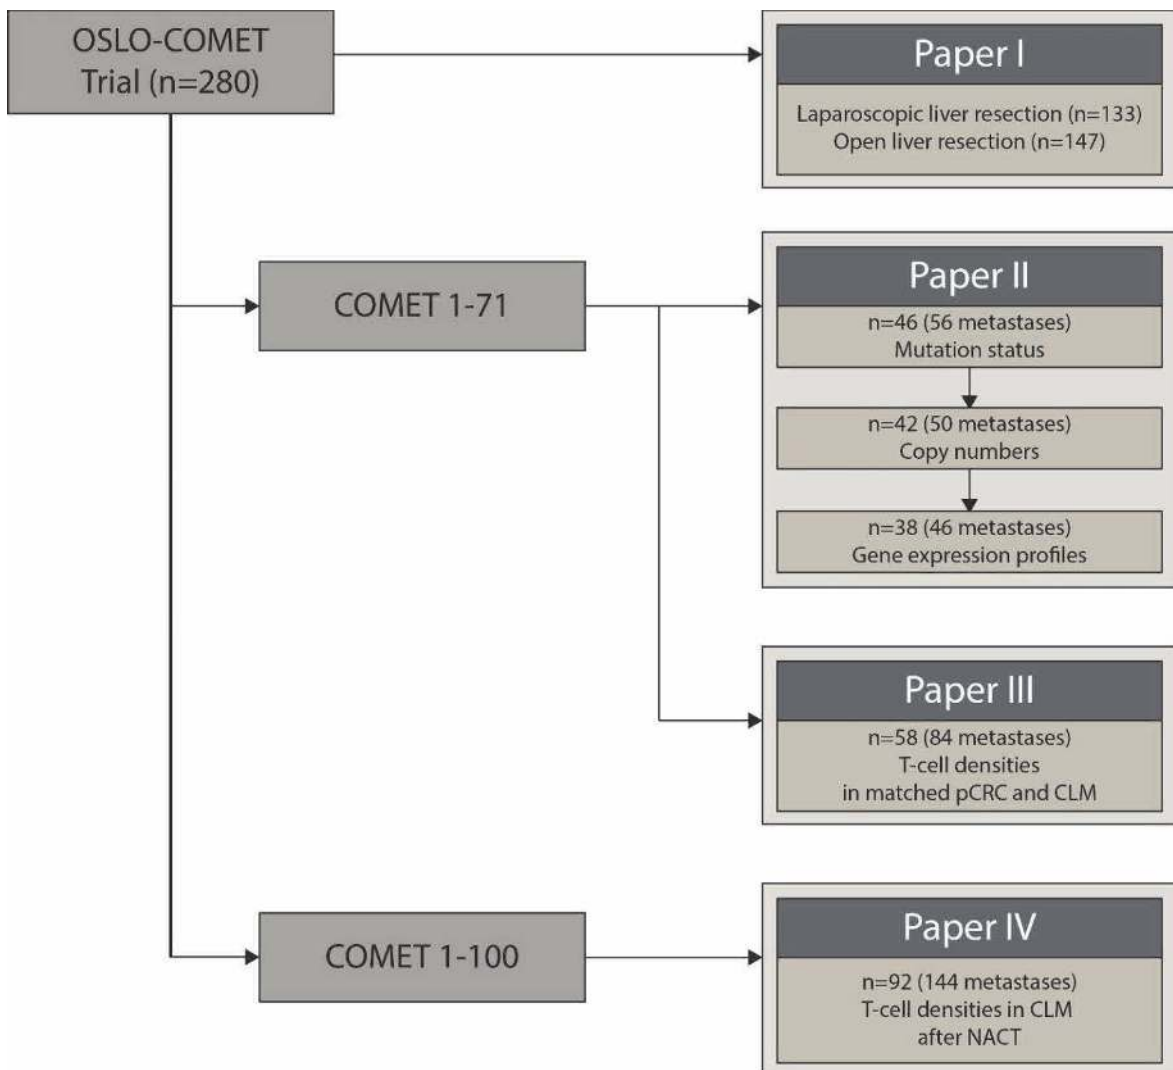 OSLO-COMET
Trial (n=280)
Paper I
Laparoscopic liver resection (n=133)
Open liver resection (n=147)
COMET 1-71
Paper II
n=46 (56 metastases)
Mutation status
n=42 (50 metastases)
Copy numbers
n=38 (46 metastases)
Gene expression profiles
Paper III
n=58 (84 metastases)
T-cell densities
in matched pCRC and CLM
COMET 1-100
Paper IV
n=92 (144 metastases)
T-cell densities in CLM
after NACT